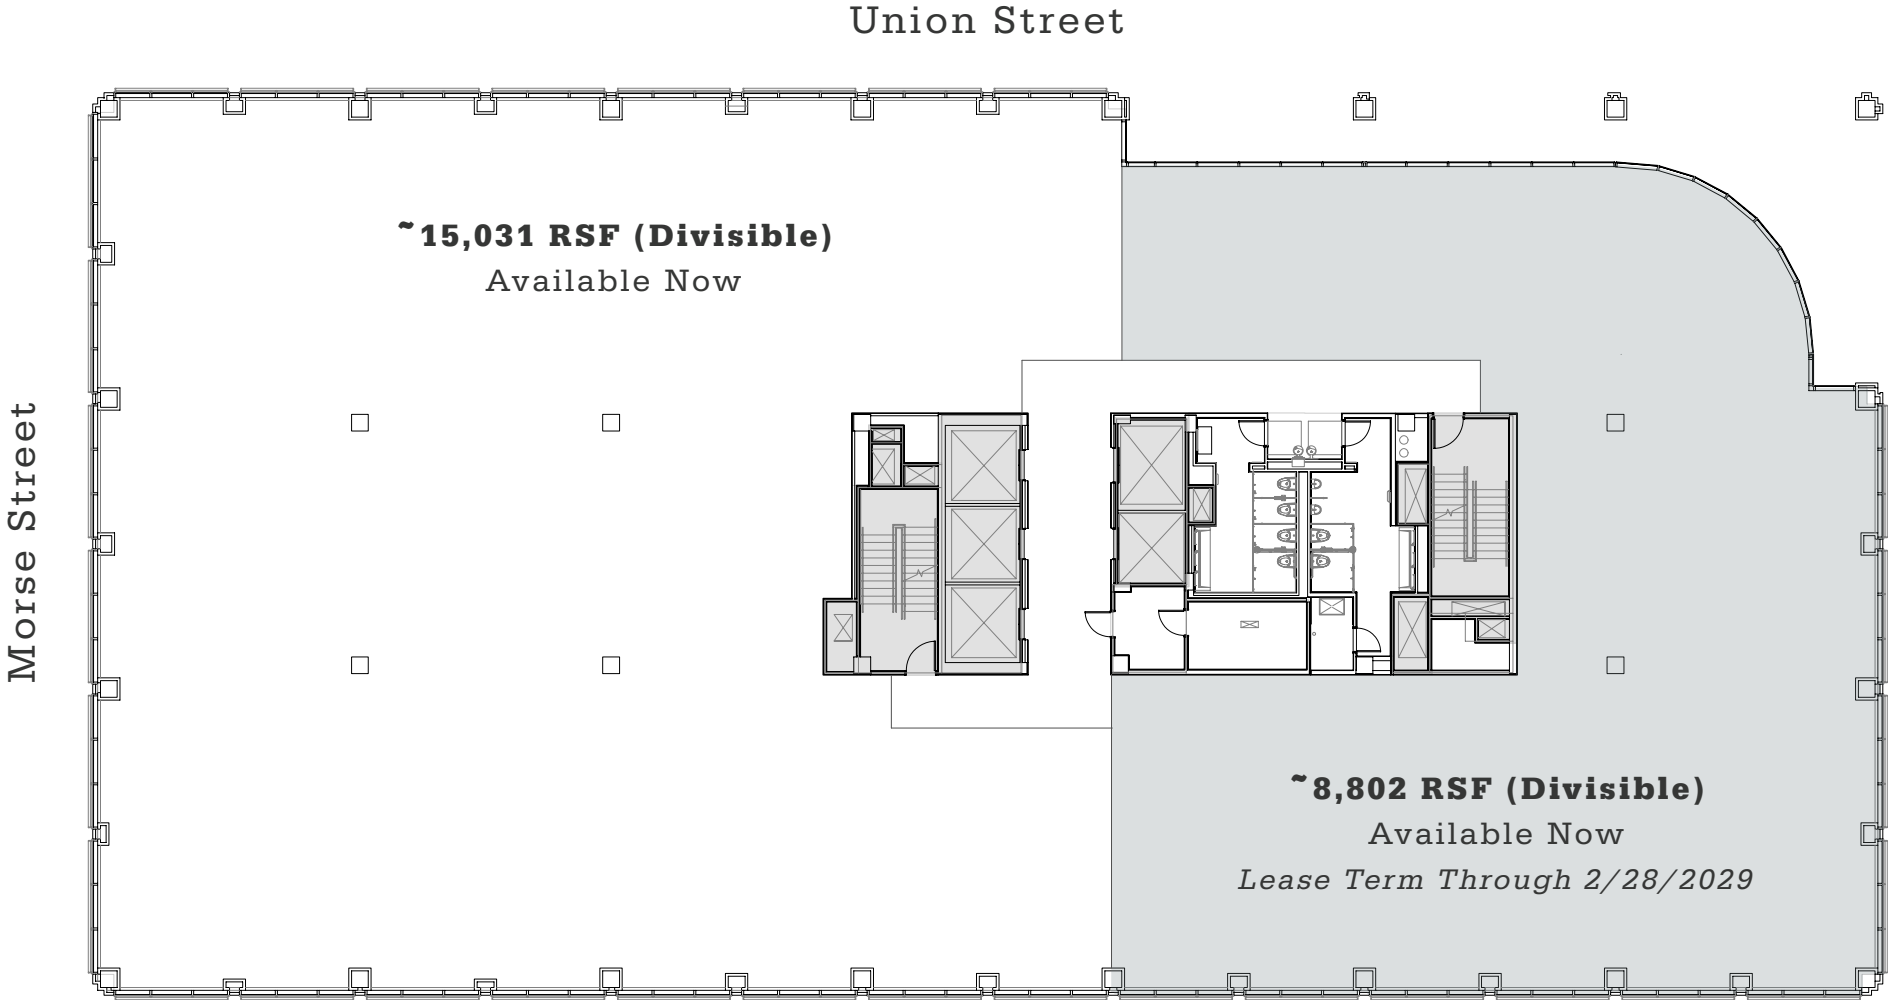 Union Street
~15,031 RSF (Divisible)
Available Now
Morse Street
~8,802 RSF (Divisible)
Available Now
Lease Term Through 2/28/2029